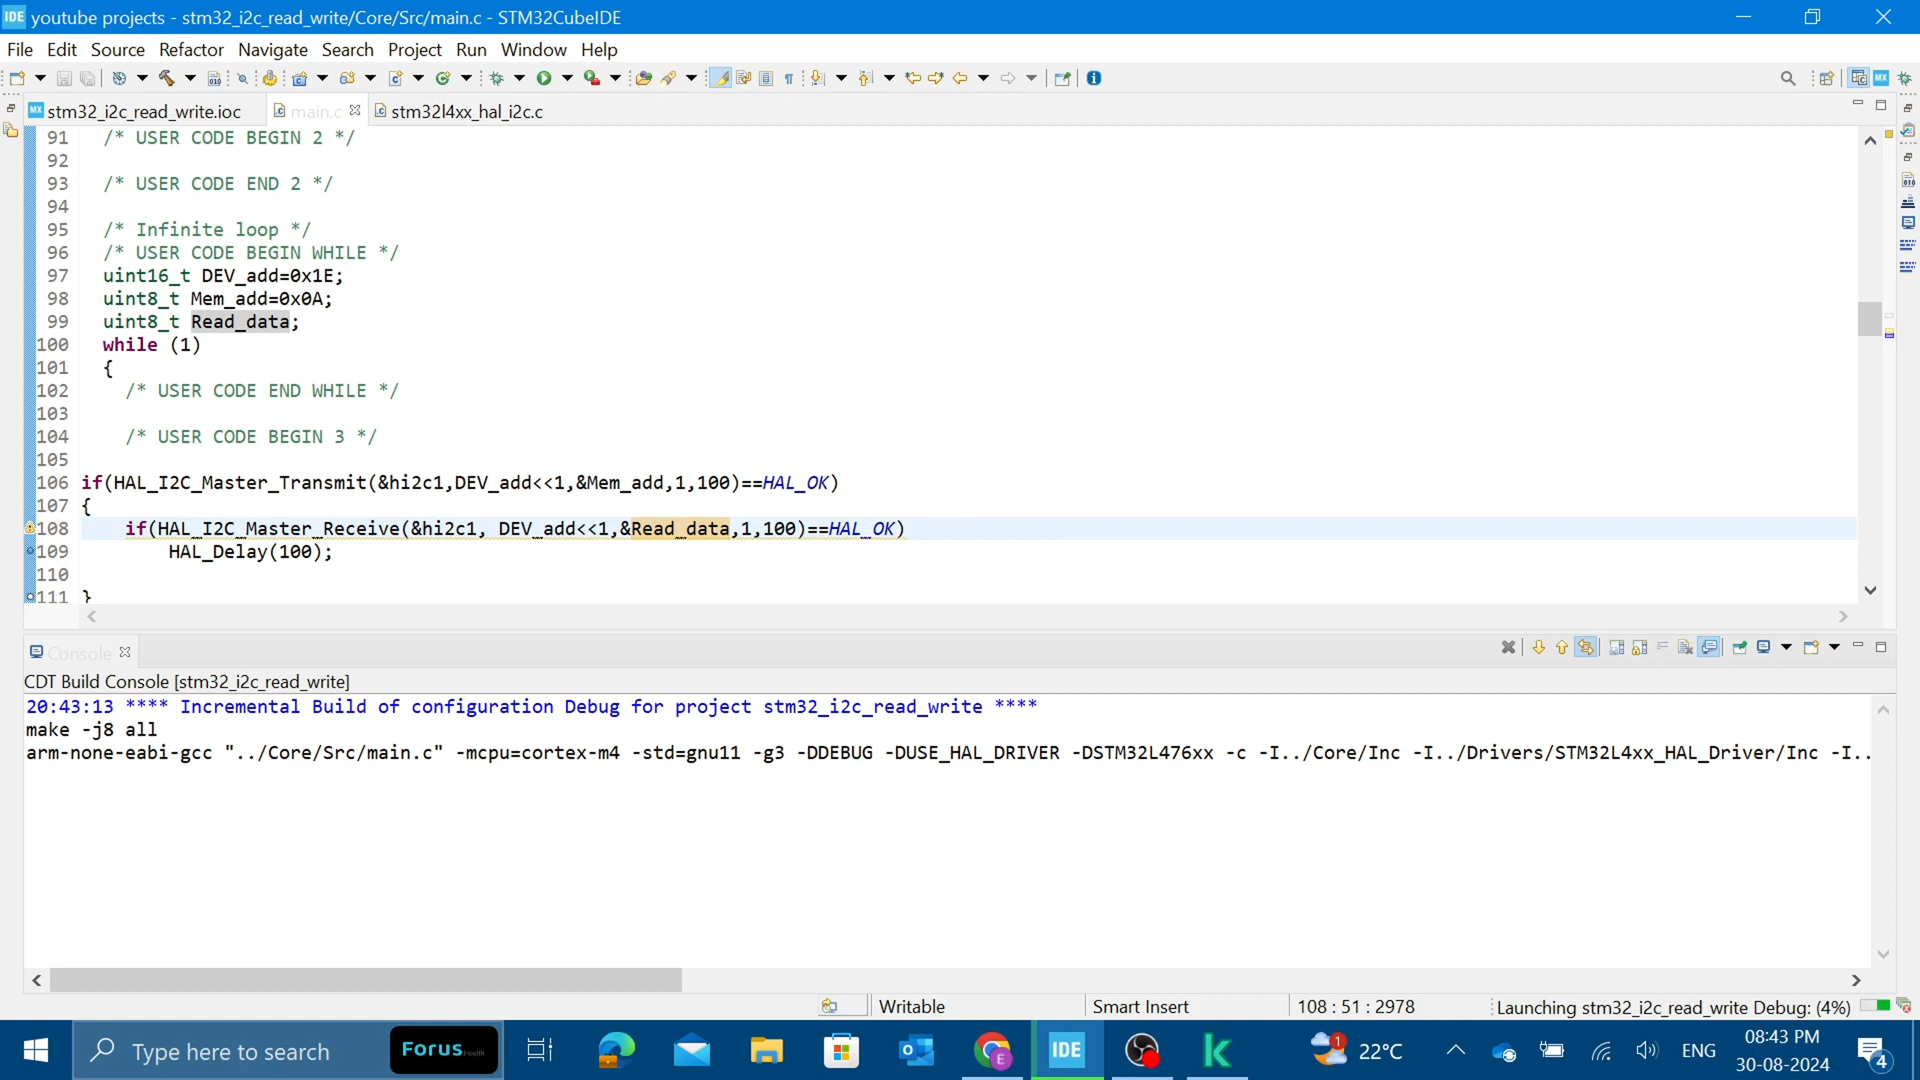 IDE youtube projects - stm32_i2c_read_write/Core/Src/main.c - STM32CubeIDE
File Edit Source Refactor Navigate Search Project Run Window Help
MX stm32_i2c_read_write.ioc main.c stm32l4xx_hal_i2c.c
91 /* USER CODE BEGIN 2 */
92
93 /* USER CODE END 2 */
94
95 /* Infinite loop */
96 /* USER CODE BEGIN WHILE */
97 uint16_t DEV_add=0x1E;
98 uint8_t Mem_add=0x0A;
99 uint8_t Read_data;
100 while (1)
101 {
102 /* USER CODE END WHILE */
103
104 /* USER CODE BEGIN 3 */
105
106 if(HAL_I2C_Master_Transmit(&hi2c1,DEV_add<<1,&Mem_add,1,100)==HAL_OK)
107 {
108 if(HAL_I2C_Master_Receive(&hi2c1, DEV_add<<1,&Read_data,1,100)==HAL_OK)
109 HAL_Delay(100);
110
111 }
Console
CDT Build Console [stm32_i2c_read_write]
20:43:13 **** Incremental Build of configuration Debug for project stm32_i2c_read_write ****
make -j8 all
arm-none-eabi-gcc "../Core/Src/main.c" -mcpu=cortex-m4 -std=gnu11 -g3 -DDEBUG -DUSE_HAL_DRIVER -DSTM32L476xx -c -I../Core/Inc -I../Drivers/STM32L4xx_HAL_Driver/Inc -I..
Writable Smart Insert 108 : 51 : 2978 Launching stm32_i2c_read_write Debug: (4%)
Type here to search Forus Health IDE 1 22°C ENG 08:43 PM
30-08-2024 4